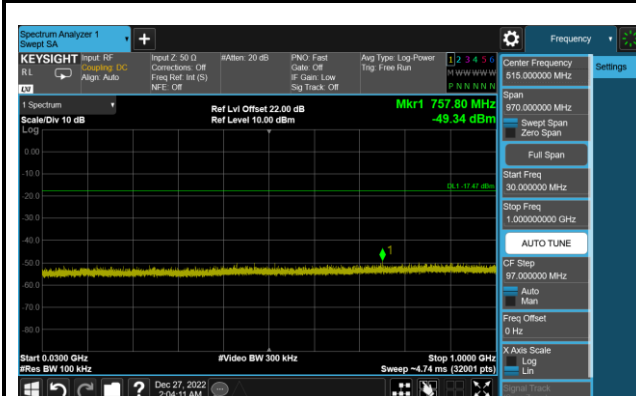 Spectrum Analyzer 1
Swept SA
+
Frequency
KEYSIGHT
RL
LXI
Input: RF
Coupling: DC
Align: Auto
Input Z: 50 Ω
Corrections: Off
Freq Ref: Int (S)
NFE: Off
#Atten: 20 dB
PNO: Fast
Gate: Off
IF Gain: Low
Sig Track: Off
Avg Type: Log-Power
Trig: Free Run
1 2 3 4 5 6
M W W W W W
P N N N N N
1 Spectrum
Scale/Div 10 dB
Log
Ref Lvl Offset 22.00 dB
Ref Level 10.00 dBm
Mkr1 757.80 MHz
-49.34 dBm
0.00
-10.0
-20.0
-30.0
-40.0
-50.0
-60.0
-70.0
-80.0
DL1 -17.47 dBm
1
Start 0.0300 GHz
#Res BW 100 kHz
#Video BW 300 kHz
Stop 1.0000 GHz
Sweep ~4.74 ms (32001 pts)
Dec 27, 2022
2:04:11 AM
?
Center Frequency
515.000000 MHz
Settings
Span
970.000000 MHz
Swept Span
Zero Span
Full Span
Start Freq
30.000000 MHz
Stop Freq
1.000000000 GHz
AUTO TUNE
CF Step
97.000000 MHz
Auto
Man
Freq Offset
0 Hz
X Axis Scale
Log
Lin
Signal Track